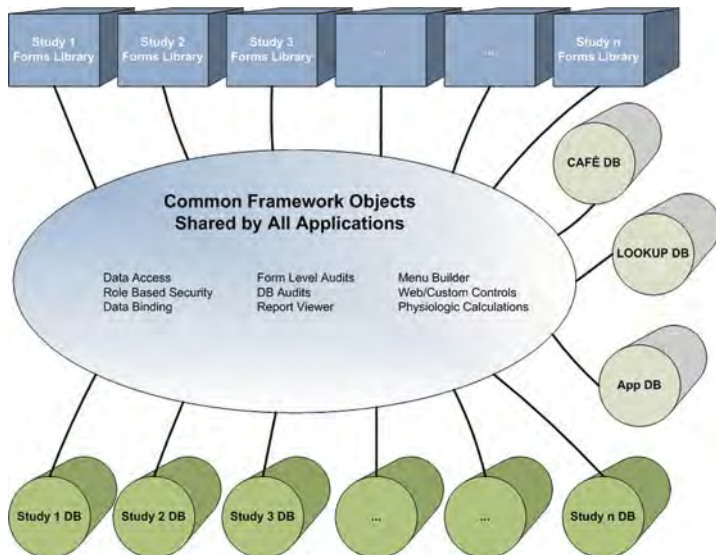 Study 1
Forms Library
Study 2
Forms Library
Study 3
Forms Library
...
...
Study n
Forms Library
CAFÉ DB
Common Framework Objects
Shared by All Applications
LOOKUP DB
Data Access
Role Based Security
Data Binding
Form Level Audits
DB Audits
Report Viewer
Menu Builder
Web/Custom Controls
Physiologic Calculations
App DB
Study 1 DB
Study 2 DB
Study 3 DB
...
...
Study n DB